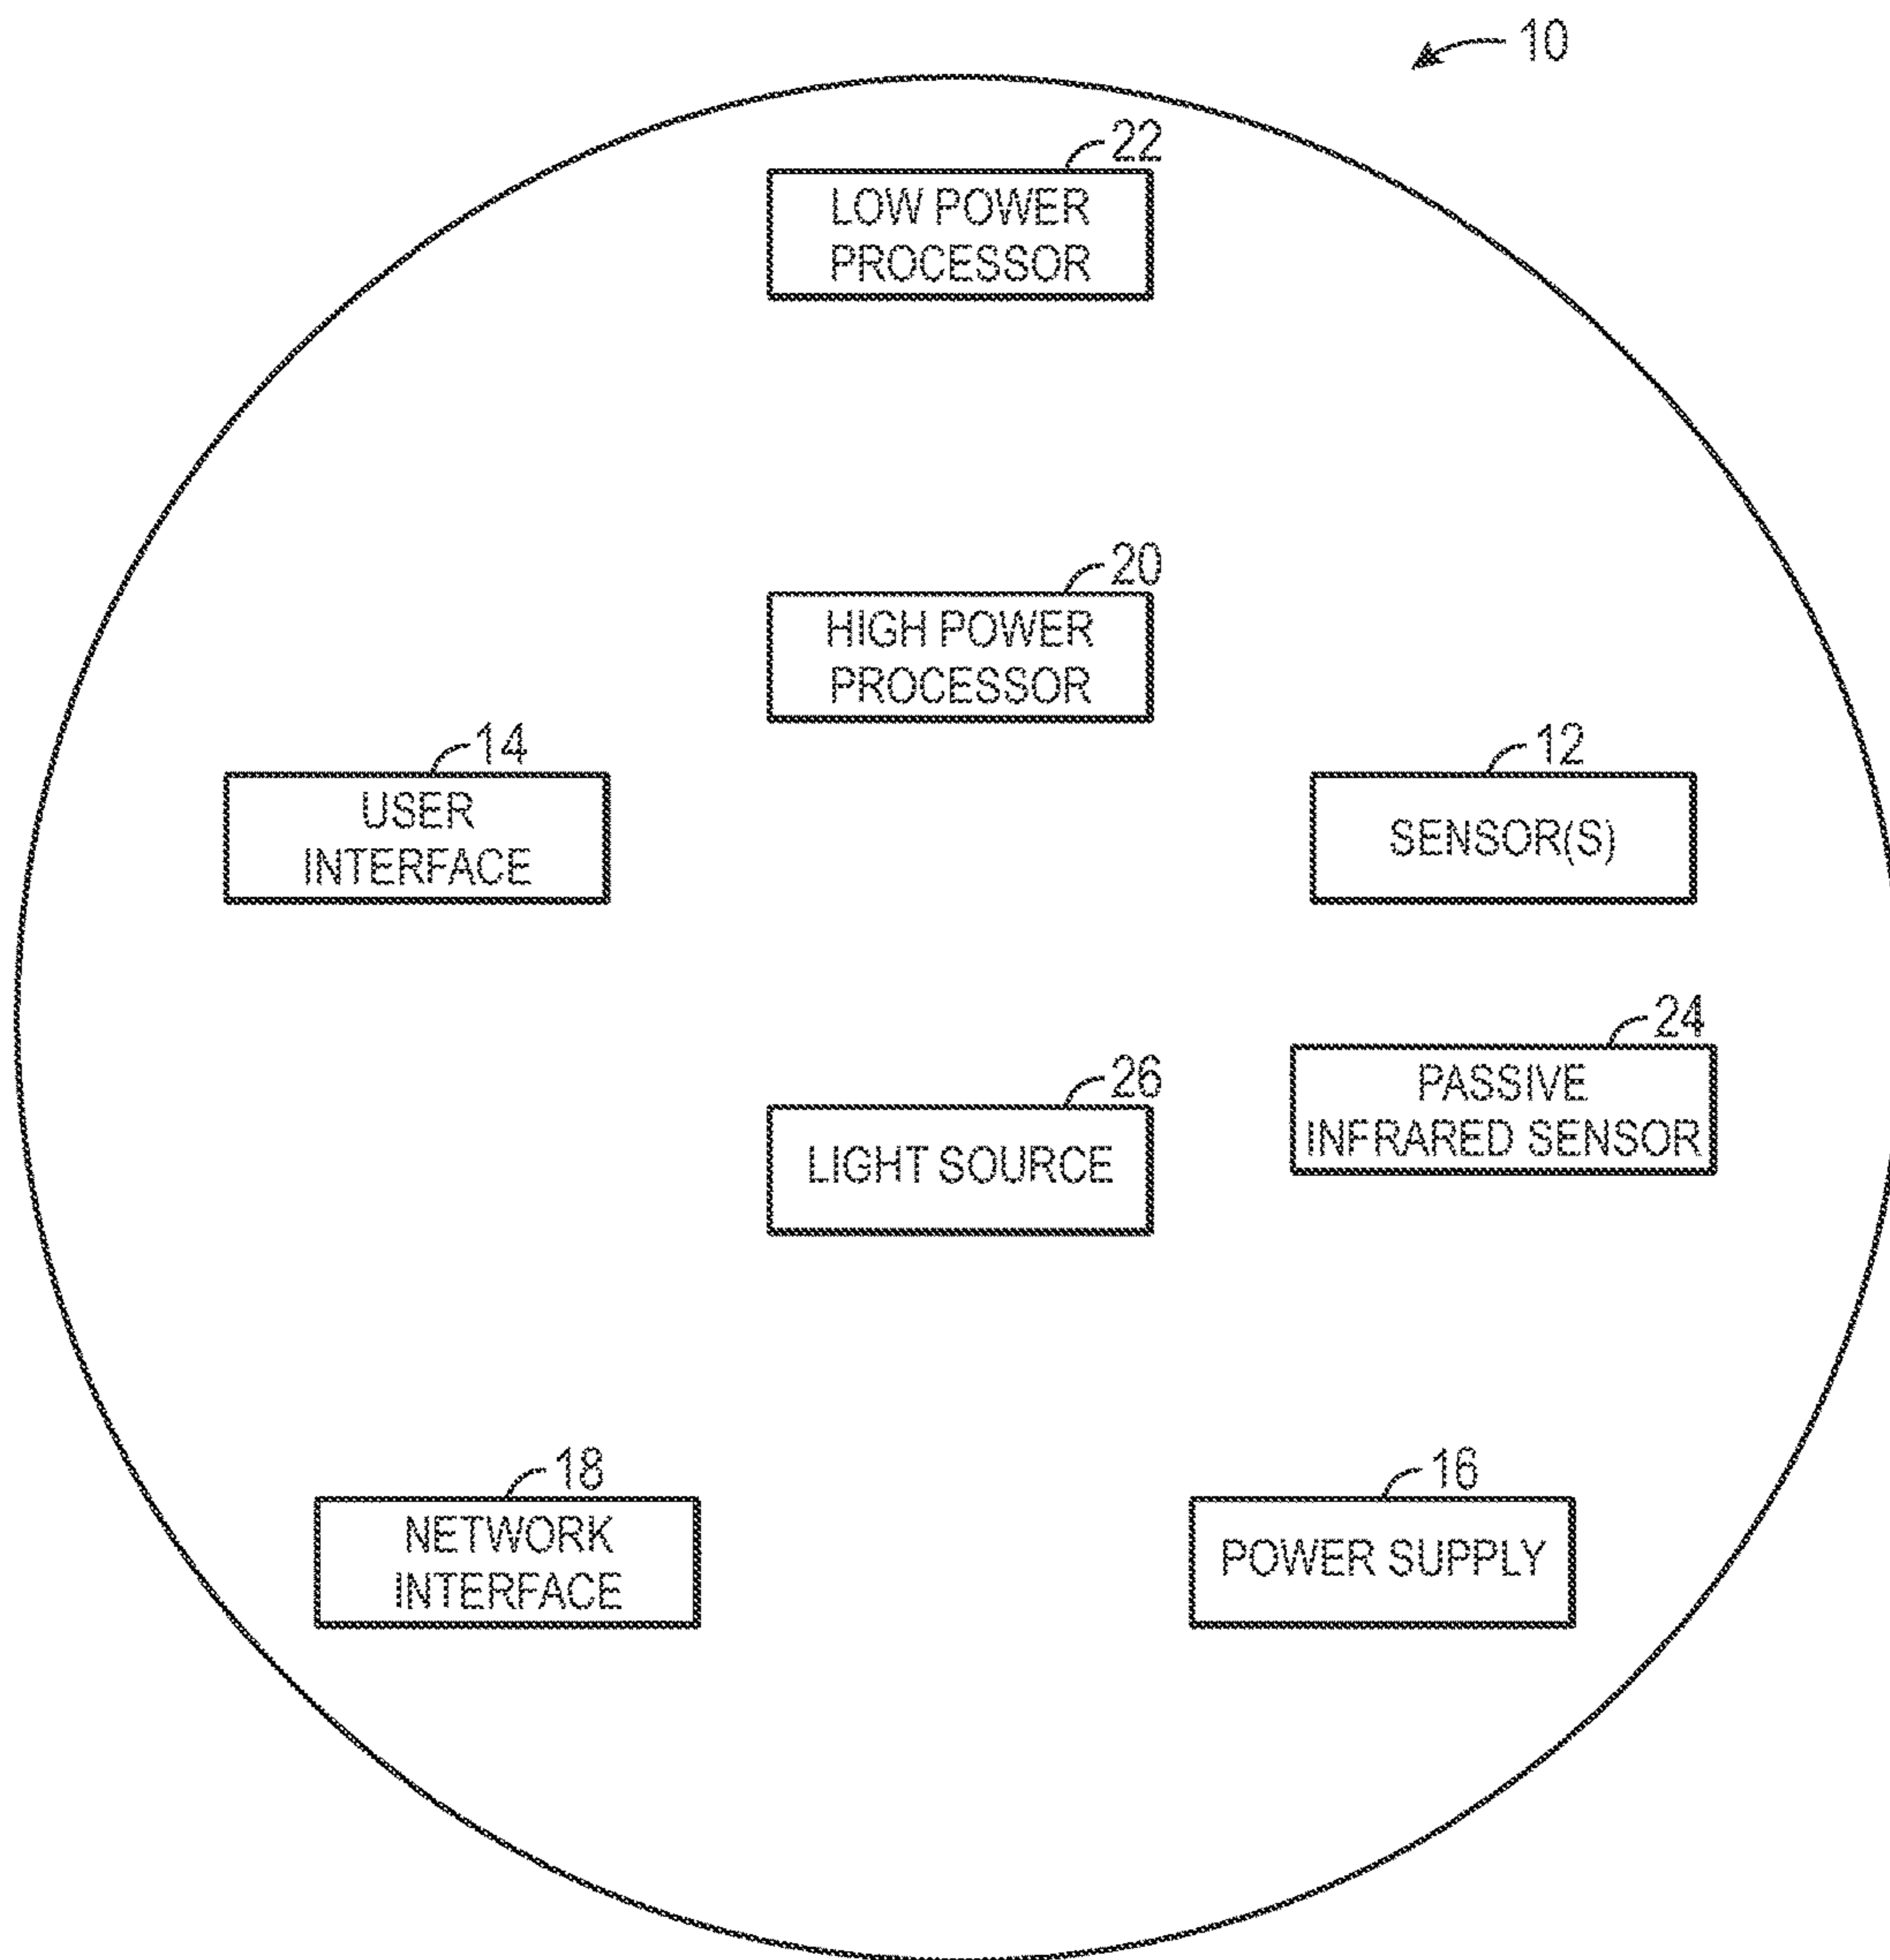 10
22
LOW POWER
PROCESSOR
20
HIGH POWER
PROCESSOR
14
USER
INTERFACE
12
SENSOR(S)
24
PASSIVE
INFRARED SENSOR
26
LIGHT SOURCE
18
NETWORK
INTERFACE
16
POWER SUPPLY